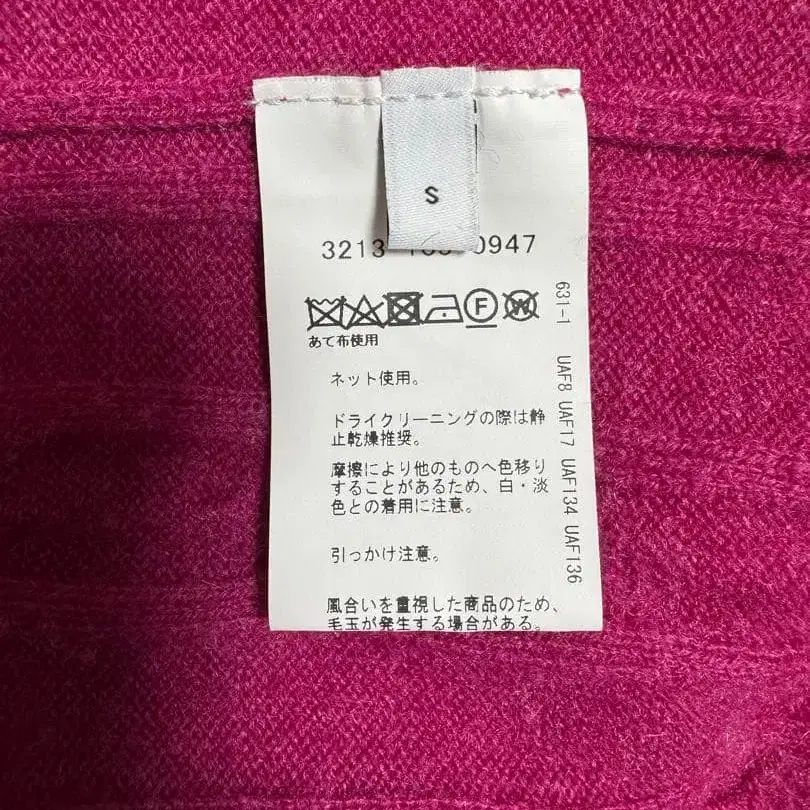 S
3213 0947
F W
あて布使用
ネット使用。
ドライクリーニングの際は静
止乾燥推奨。
摩擦により他のものへ色移り
することがあるため、白・淡
色との着用に注意。
引っかけ注意。
風合いを重視した商品のため、
毛玉が発生する場合がある。
631-1 UAF8 UAF17 UAF134 UAF136